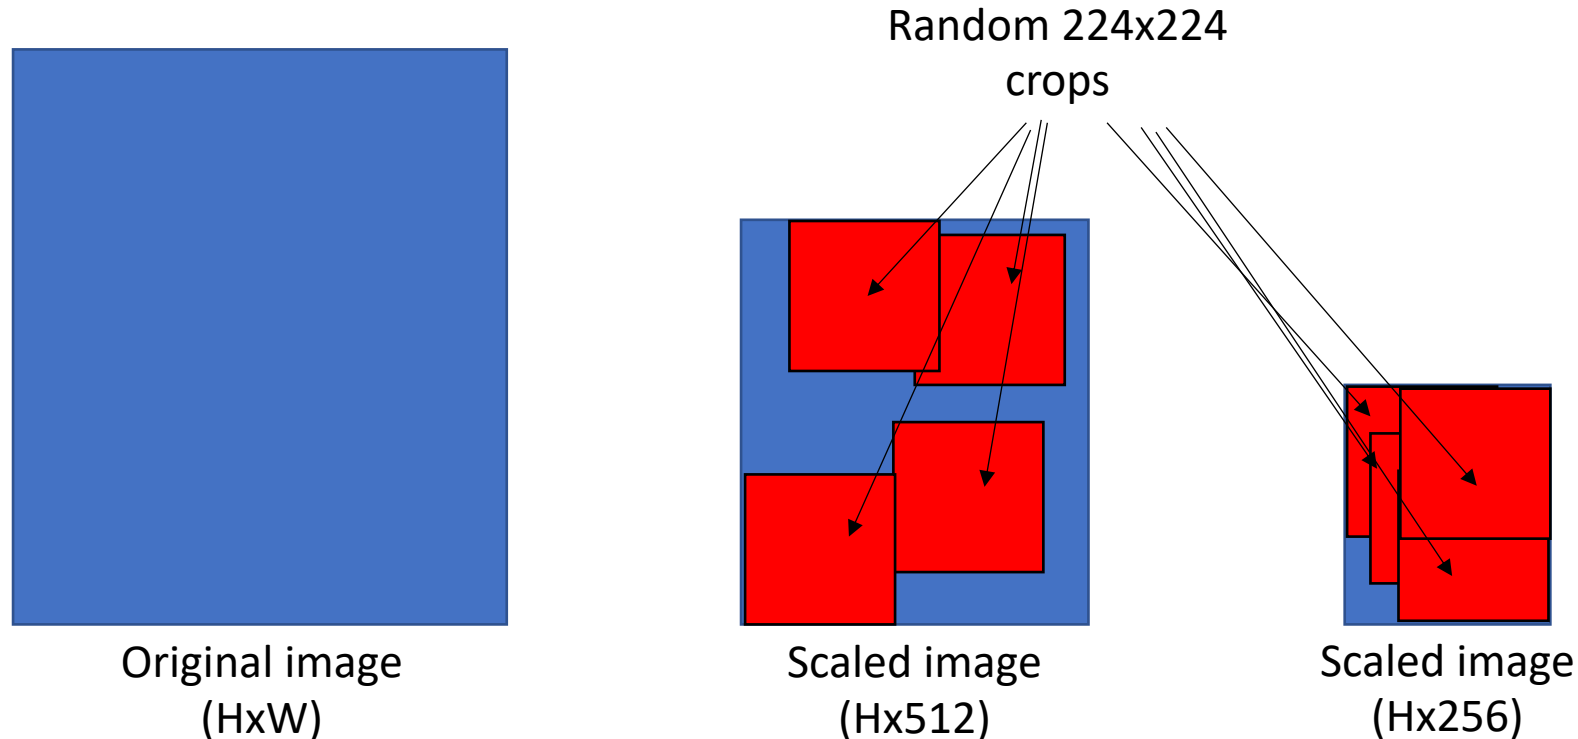 Random 224x224
crops
Original image
(HxW)
Scaled image
(Hx512)
Scaled image
(Hx256)